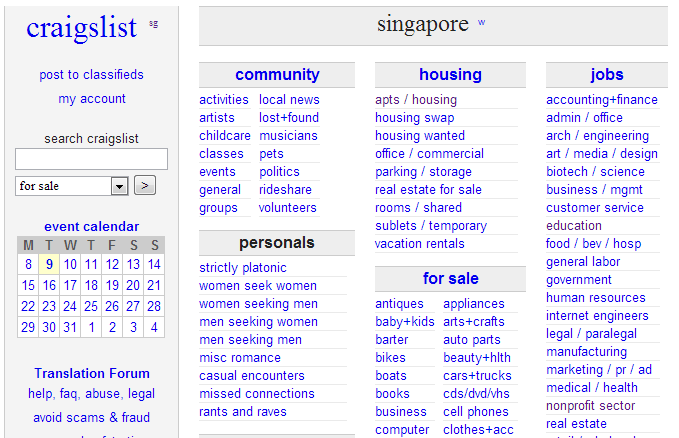 craigslist sg
post to classifieds
my account
search craigslist
for sale >
event calendar
M T W T F S S
8 9 10 11 12 13 14
15 16 17 18 19 20 21
22 23 24 25 26 27 28
29 30 31 1 2 3 4
Translation Forum
help, faq, abuse, legal
avoid scams & fraud
singapore w
community
activities local news
artists lost+found
childcare musicians
classes pets
events politics
general rideshare
groups volunteers
personals
strictly platonic
women seek women
women seeking men
men seeking women
men seeking men
misc romance
casual encounters
missed connections
rants and raves
housing
apts / housing
housing swap
housing wanted
office / commercial
parking / storage
real estate for sale
rooms / shared
sublets / temporary
vacation rentals
for sale
antiques appliances
baby+kids arts+crafts
barter auto parts
bikes beauty+hlth
boats cars+trucks
books cds/dvd/vhs
business cell phones
computer clothes+acc
jobs
accounting+finance
admin / office
arch / engineering
art / media / design
biotech / science
business / mgmt
customer service
education
food / bev / hosp
general labor
government
human resources
internet engineers
legal / paralegal
manufacturing
marketing / pr / ad
medical / health
nonprofit sector
real estate